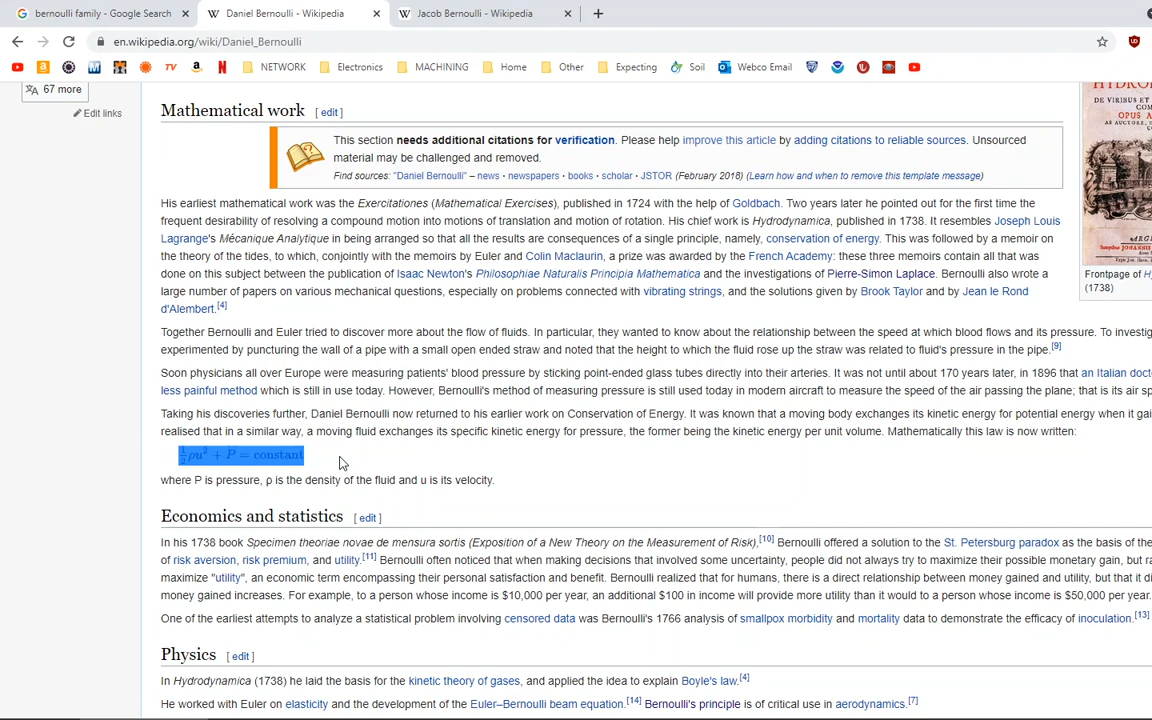 bernoulli family - Google Search
Daniel Bernoulli - Wikipedia
Jacob Bernoulli - Wikipedia
en.wikipedia.org/wiki/Daniel_Bernoulli
TV
NETWORK
Electronics
MACHINING
Home
Other
Expecting
Soil
Webco Email
67 more
Edit links
Mathematical work [ edit ]
This section needs additional citations for verification. Please help improve this article by adding citations to reliable sources. Unsourced
material may be challenged and removed.
Find sources: "Daniel Bernoulli" – news · newspapers · books · scholar · JSTOR (February 2018) (Learn how and when to remove this template message)
His earliest mathematical work was the Exercitationes (Mathematical Exercises), published in 1724 with the help of Goldbach. Two years later he pointed out for the first time the
frequent desirability of resolving a compound motion into motions of translation and motion of rotation. His chief work is Hydrodynamica, published in 1738. It resembles Joseph Louis
Lagrange's Mécanique Analytique in being arranged so that all the results are consequences of a single principle, namely, conservation of energy. This was followed by a memoir on
the theory of the tides, to which, conjointly with the memoirs by Euler and Colin Maclaurin, a prize was awarded by the French Academy: these three memoirs contain all that was
done on this subject between the publication of Isaac Newton's Philosophiae Naturalis Principia Mathematica and the investigations of Pierre-Simon Laplace. Bernoulli also wrote a
large number of papers on various mechanical questions, especially on problems connected with vibrating strings, and the solutions given by Brook Taylor and by Jean le Rond
d'Alembert.[4]
HYDRO
DE VIRIBUS ET
Frontpage of H
(1738)
Together Bernoulli and Euler tried to discover more about the flow of fluids. In particular, they wanted to know about the relationship between the speed at which blood flows and its pressure. To investig
experimented by puncturing the wall of a pipe with a small open ended straw and noted that the height to which the fluid rose up the straw was related to fluid's pressure in the pipe.[9]
Soon physicians all over Europe were measuring patients' blood pressure by sticking point-ended glass tubes directly into their arteries. It was not until about 170 years later, in 1896 that an Italian doct
less painful method which is still in use today. However, Bernoulli's method of measuring pressure is still used today in modern aircraft to measure the speed of the air passing the plane; that is its air sp
Taking his discoveries further, Daniel Bernoulli now returned to his earlier work on Conservation of Energy. It was known that a moving body exchanges its kinetic energy for potential energy when it gai
realised that in a similar way, a moving fluid exchanges its specific kinetic energy for pressure, the former being the kinetic energy per unit volume. Mathematically this law is now written:
½ρu² + P = constant
where P is pressure, ρ is the density of the fluid and u is its velocity.
Economics and statistics [ edit ]
In his 1738 book Specimen theoriae novae de mensura sortis (Exposition of a New Theory on the Measurement of Risk),[10] Bernoulli offered a solution to the St. Petersburg paradox as the basis of the
of risk aversion, risk premium, and utility.[11] Bernoulli often noticed that when making decisions that involved some uncertainty, people did not always try to maximize their possible monetary gain, but ra
maximize "utility", an economic term encompassing their personal satisfaction and benefit. Bernoulli realized that for humans, there is a direct relationship between money gained and utility, but that it di
money gained increases. For example, to a person whose income is $10,000 per year, an additional $100 in income will provide more utility than it would to a person whose income is $50,000 per year.
One of the earliest attempts to analyze a statistical problem involving censored data was Bernoulli's 1766 analysis of smallpox morbidity and mortality data to demonstrate the efficacy of inoculation.[13]
Physics [ edit ]
In Hydrodynamica (1738) he laid the basis for the kinetic theory of gases, and applied the idea to explain Boyle's law.[4]
He worked with Euler on elasticity and the development of the Euler–Bernoulli beam equation.[14] Bernoulli's principle is of critical use in aerodynamics.[7]